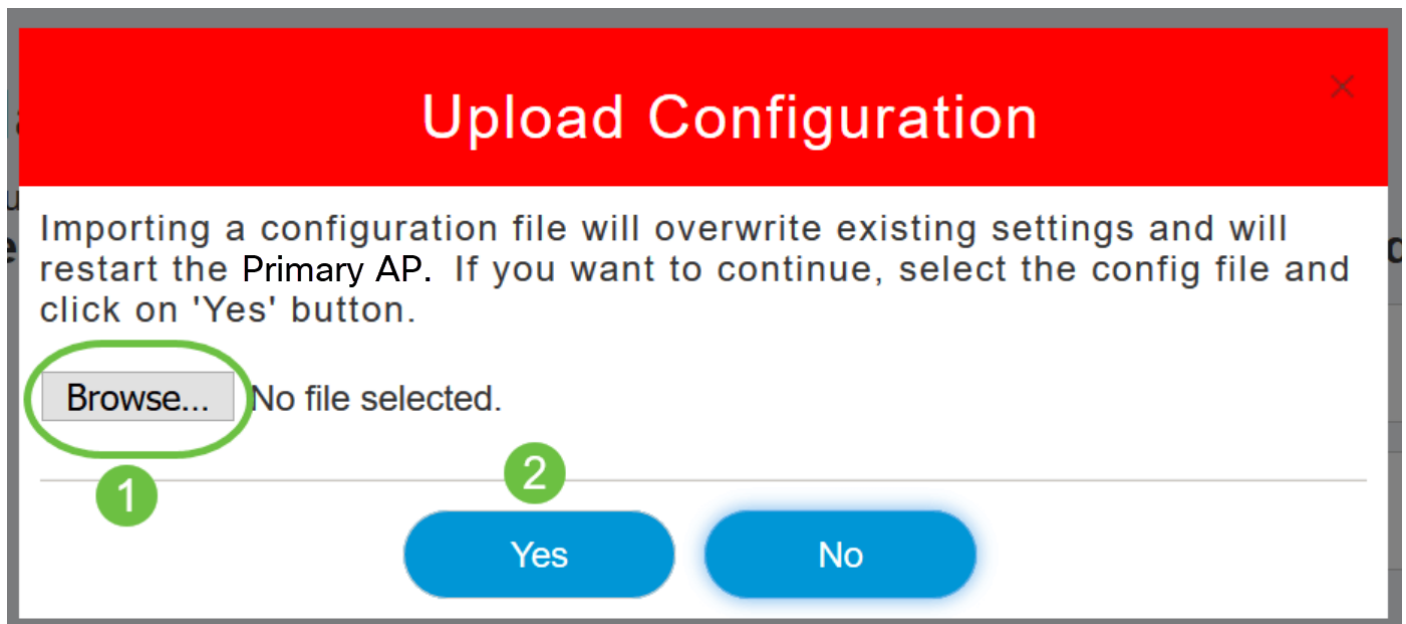 Upload Configuration
×
Importing a configuration file will overwrite existing settings and will
restart the Primary AP. If you want to continue, select the config file and
click on 'Yes' button.
Browse... No file selected.
1
2
Yes No